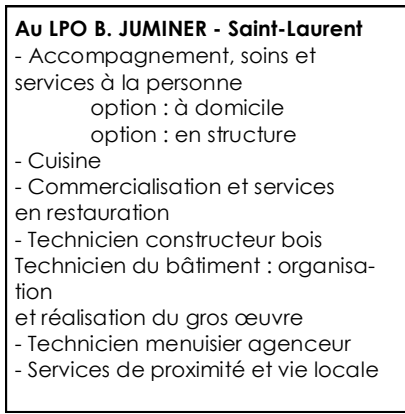 Au LPO B. JUMINER - Saint-Laurent
- Accompagnement, soins et
services à la personne
option : à domicile
option : en structure
- Cuisine
- Commercialisation et services
en restauration
- Technicien constructeur bois
Technicien du bâtiment : organisa-
tion
et réalisation du gros œuvre
- Technicien menuisier agenceur
- Services de proximité et vie locale